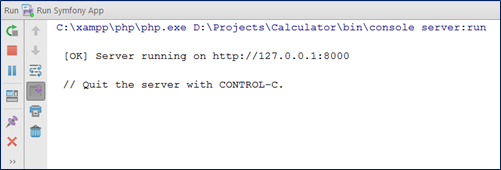 Run Run Symfony App
C:\xampp\php\php.exe D:\Projects\Calculator\bin\console server:run
[OK] Server running on http://127.0.0.1:8000
// Quit the server with CONTROL-C.